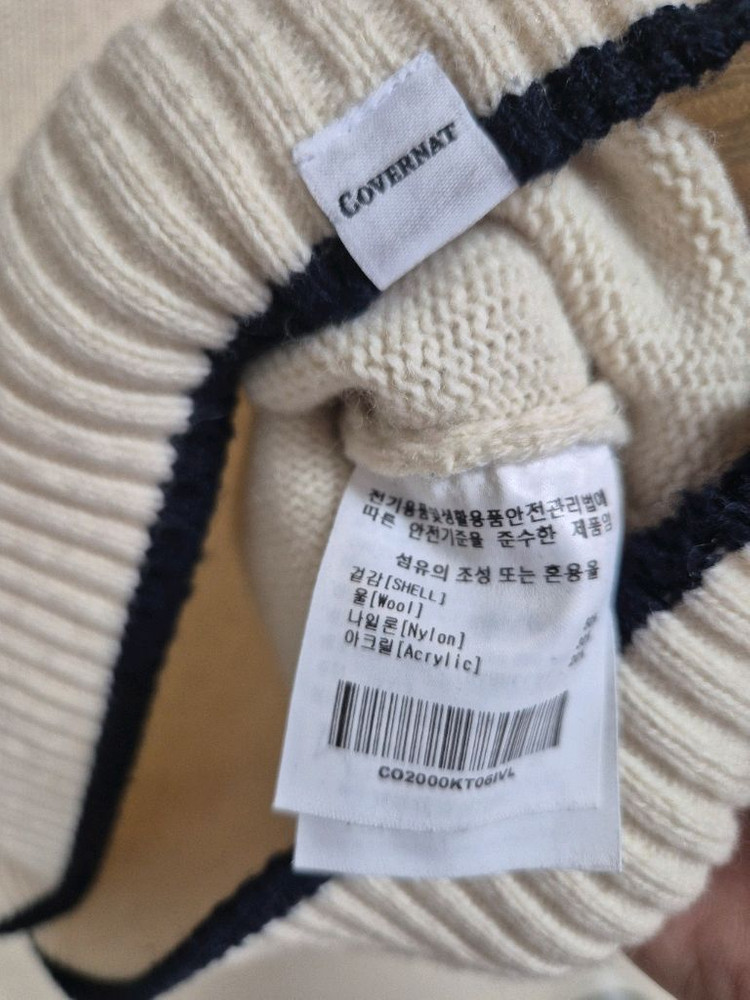 COVERNAT
전기용품및생활용품안전관리법에
따른 안전기준을 준수한 제품임
섬유의 조성 또는 혼용율
겉감[SHELL]
울[Wool]
나일론[Nylon]
아크릴[Acrylic]
CO2000KT06IVL